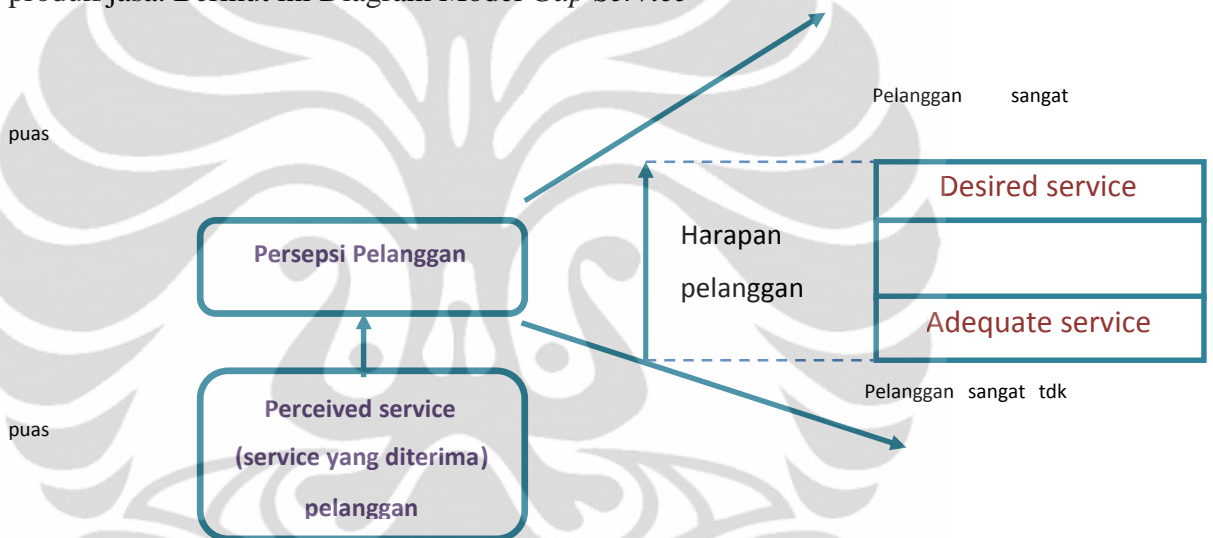 produk/jasa. Berikut ini Diagram Model Gap Service
Pelanggan sangat
puas
Desired service
Persepsi Pelanggan
Harapan
pelanggan
Adequate service
Pelanggan sangat tdk
Perceived service
puas
(service yang diterima)
pelanggan